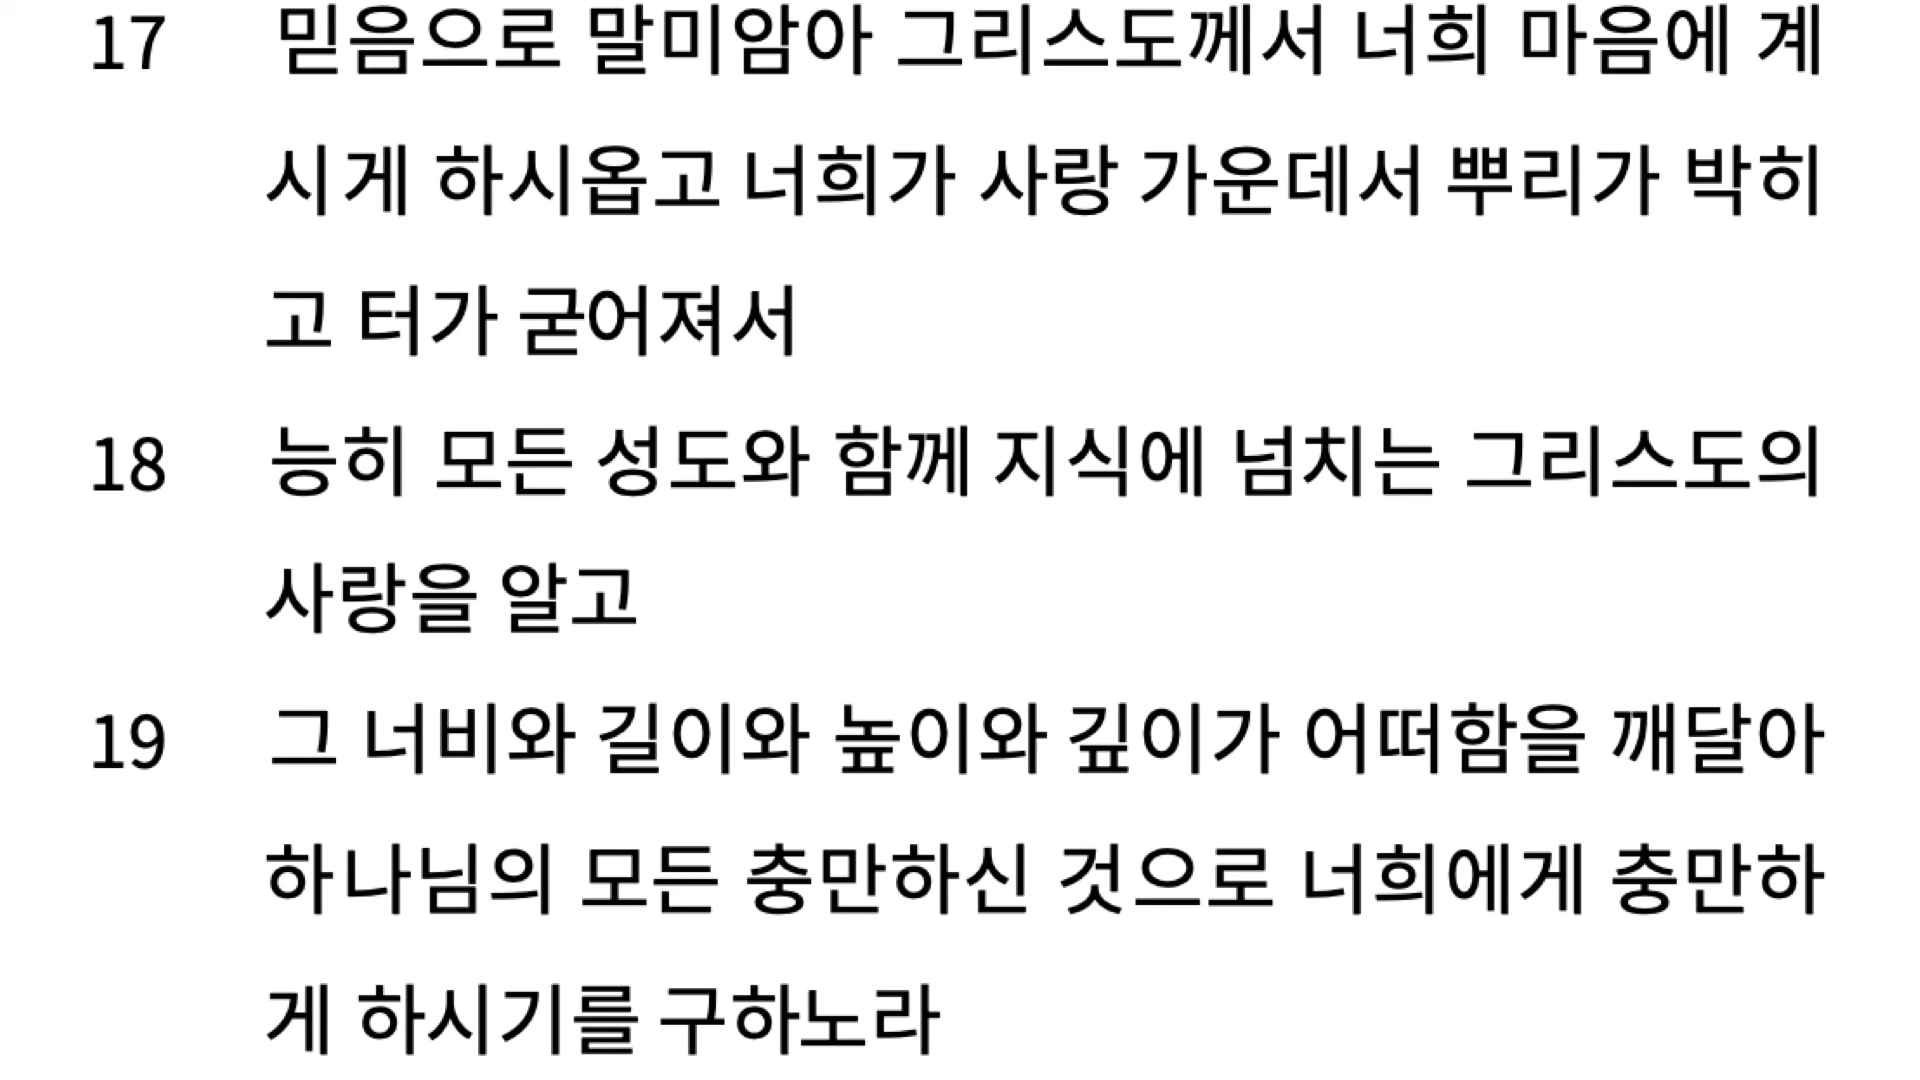 17 믿음으로 말미암아 그리스도께서 너희 마음에 계
시게 하시옵고 너희가 사랑 가운데서 뿌리가 박히
고 터가 굳어져서
18 능히 모든 성도와 함께 지식에 넘치는 그리스도의
사랑을 알고
19 그 너비와 길이와 높이와 깊이가 어떠함을 깨달아
하나님의 모든 충만하신 것으로 너희에게 충만하
게 하시기를 구하노라